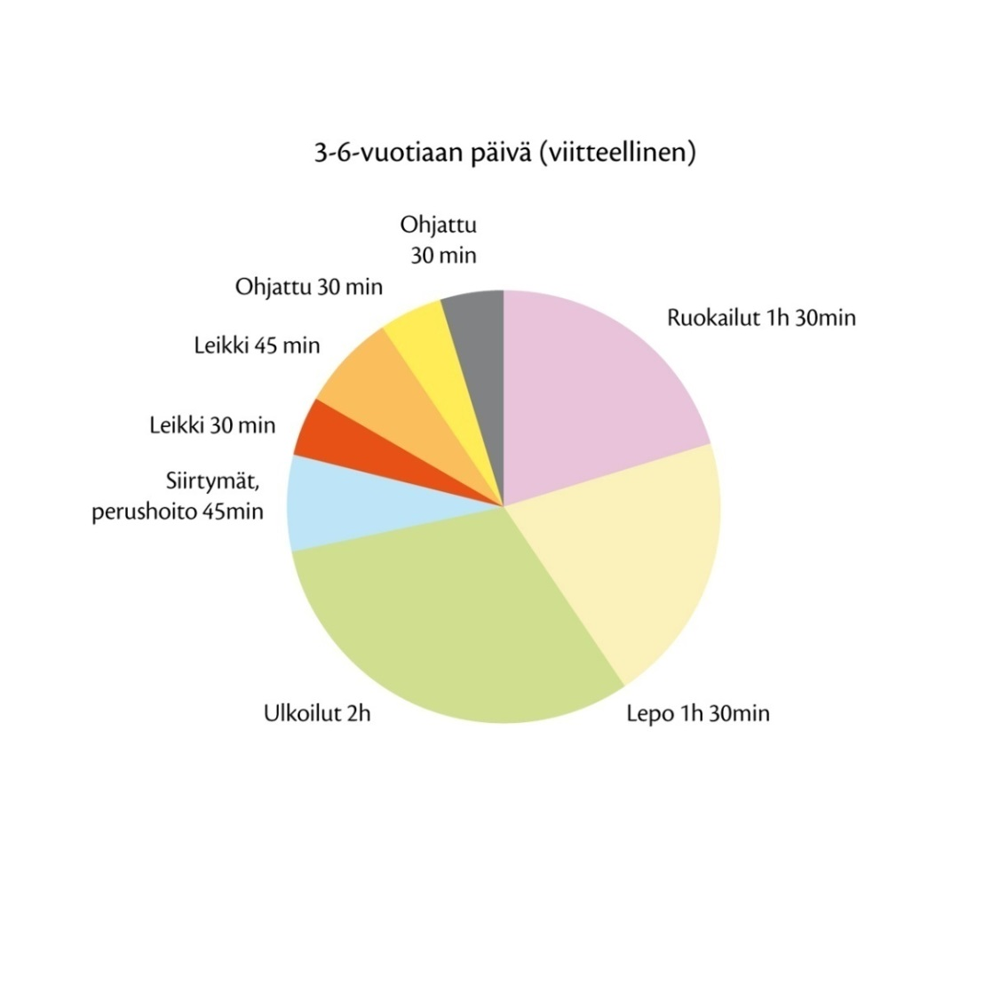 3-6-vuotiaan päivä (viitteellinen)
Ohjattu
30 min
Ohjattu 30 min
Ruokailut 1h 30min
Leikki 45 min
Leikki 30 min
Siirtymät,
perushoito 45min
Ulkoilut 2h
Lepo 1h 30min